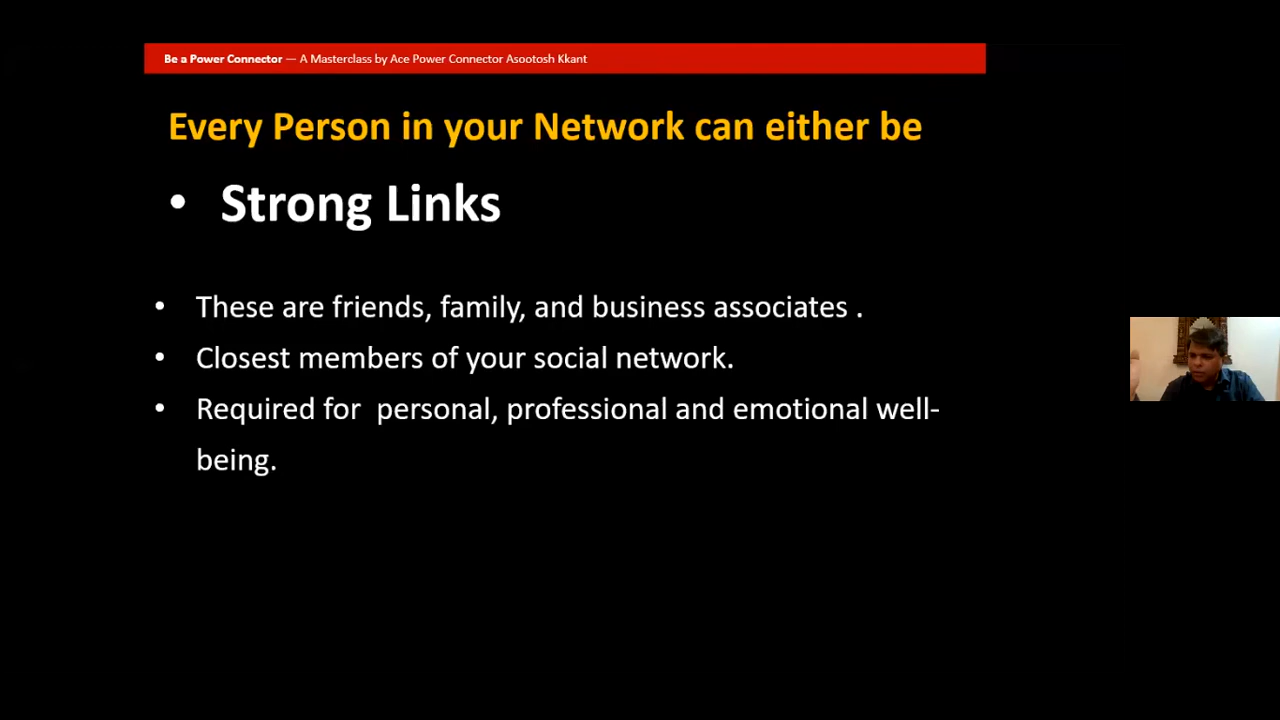 Be a Power Connector — A Masterclass by Ace Power Connector Asootosh Kkant
Every Person in your Network can either be
• Strong Links
• These are friends, family, and business associates .
• Closest members of your social network.
• Required for personal, professional and emotional well-
being.